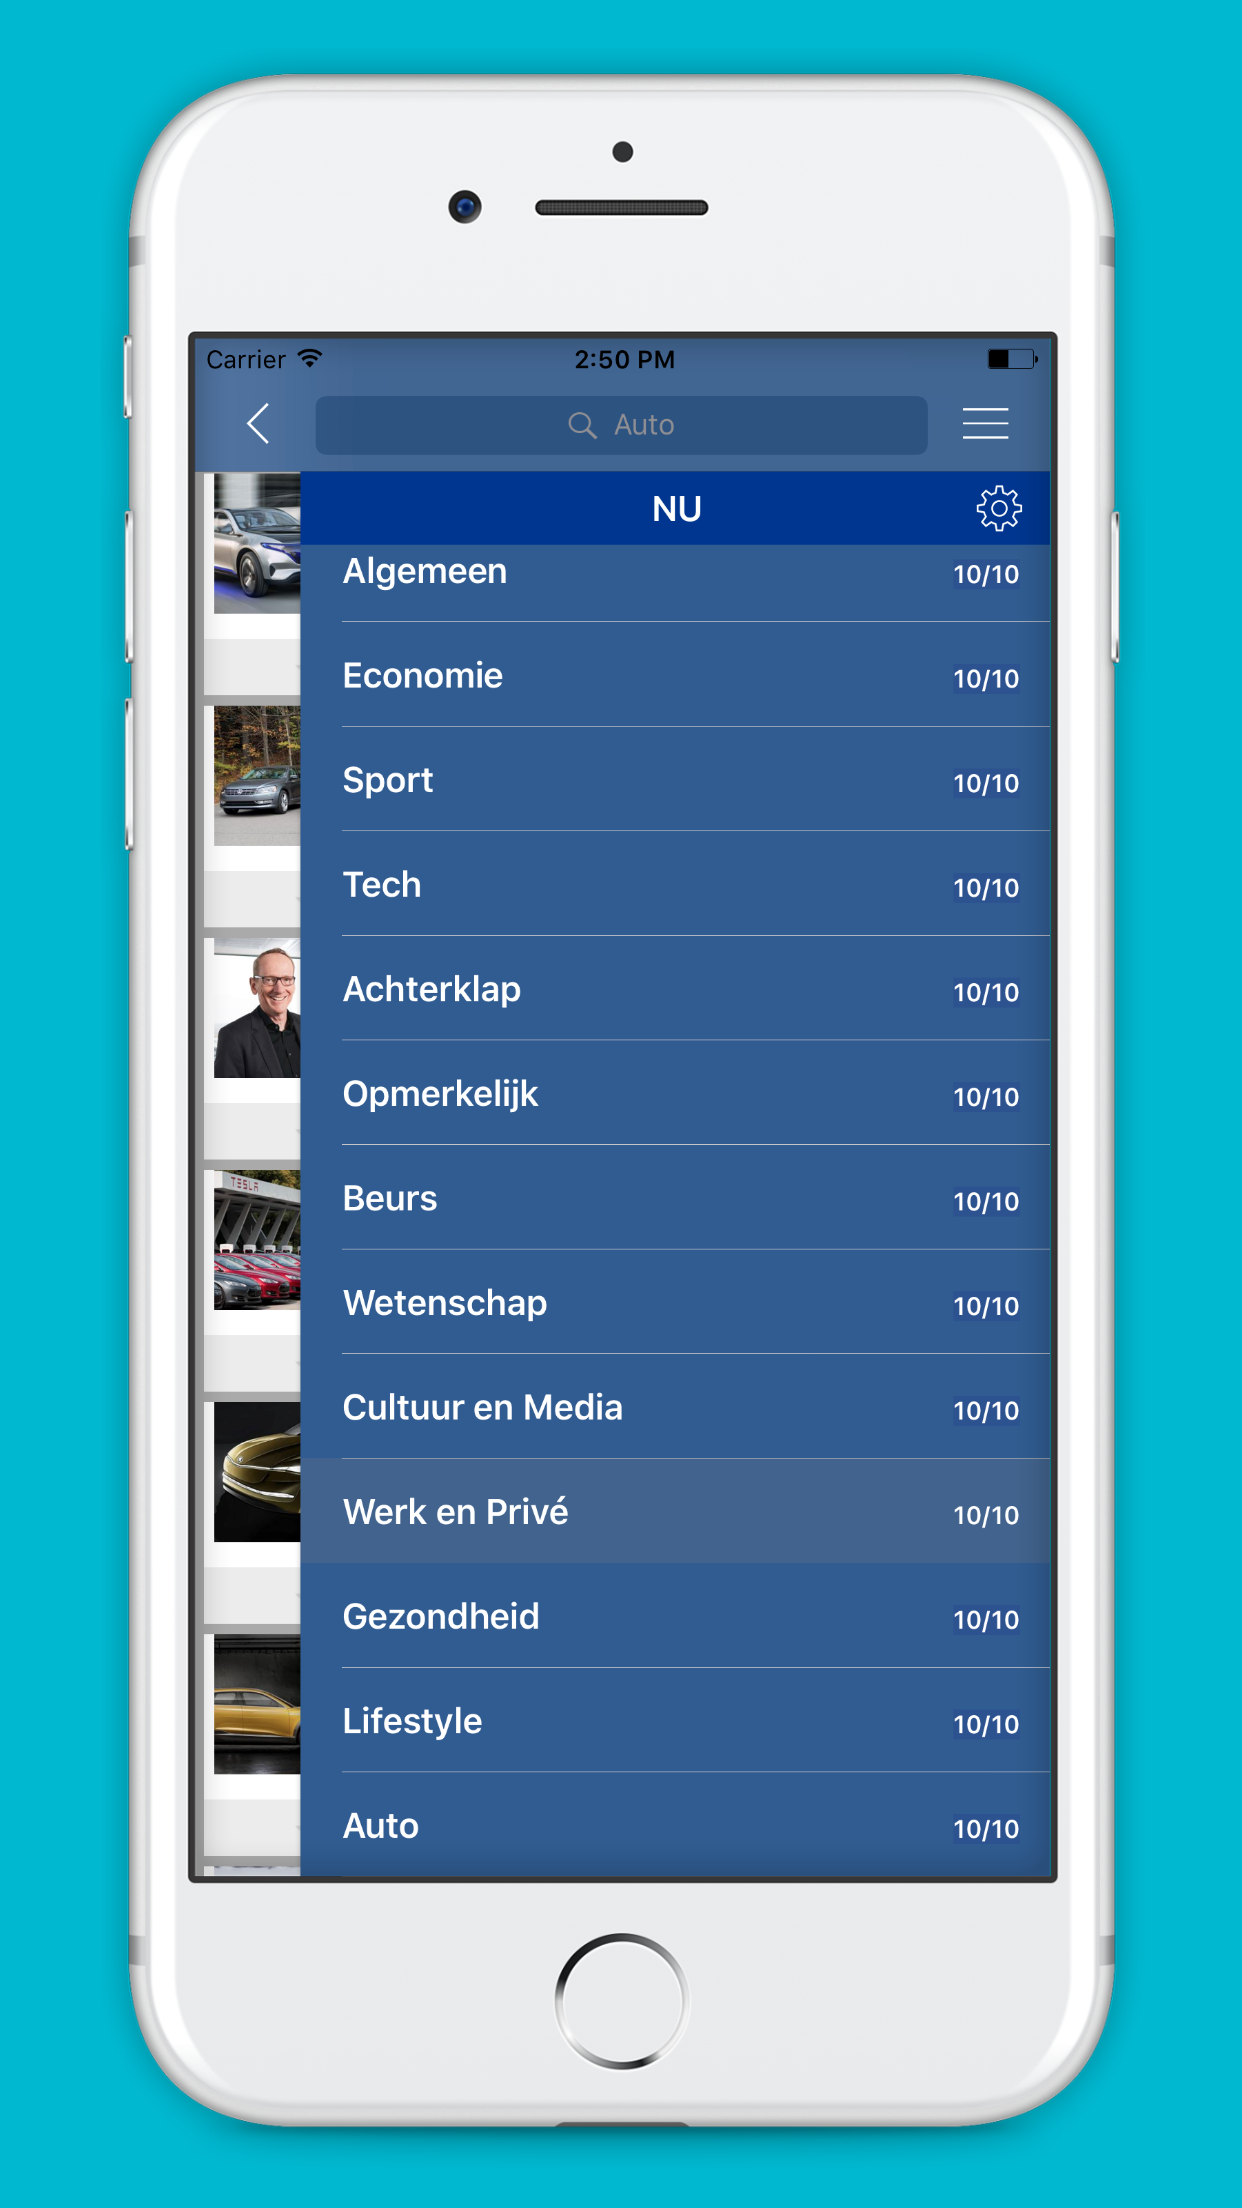 Carrier 2:50 PM
Auto
NU
Algemeen 10/10
Economie 10/10
Sport 10/10
Tech 10/10
Achterklap 10/10
Opmerkelijk 10/10
Beurs 10/10
TESLA
Wetenschap 10/10
Cultuur en Media 10/10
Werk en Privé 10/10
Gezondheid 10/10
Lifestyle 10/10
Auto 10/10